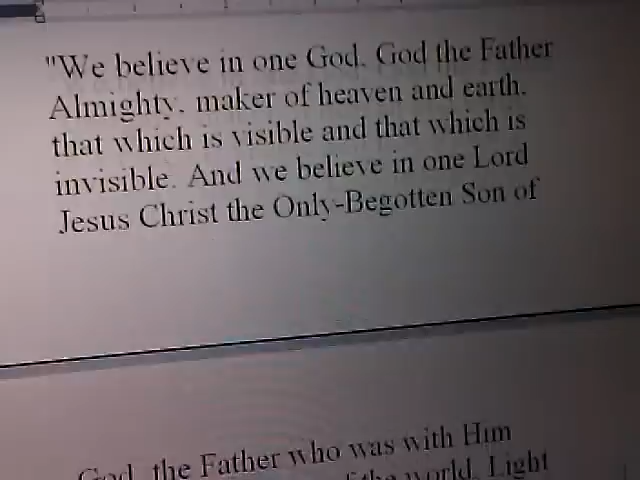 "We believe in one God. God the Father
Almighty. maker of heaven and earth.
that which is visible and that which is
invisible. And we believe in one Lord
Jesus Christ the Only-Begotten Son of
God, the Father who was with Him
the world. Light